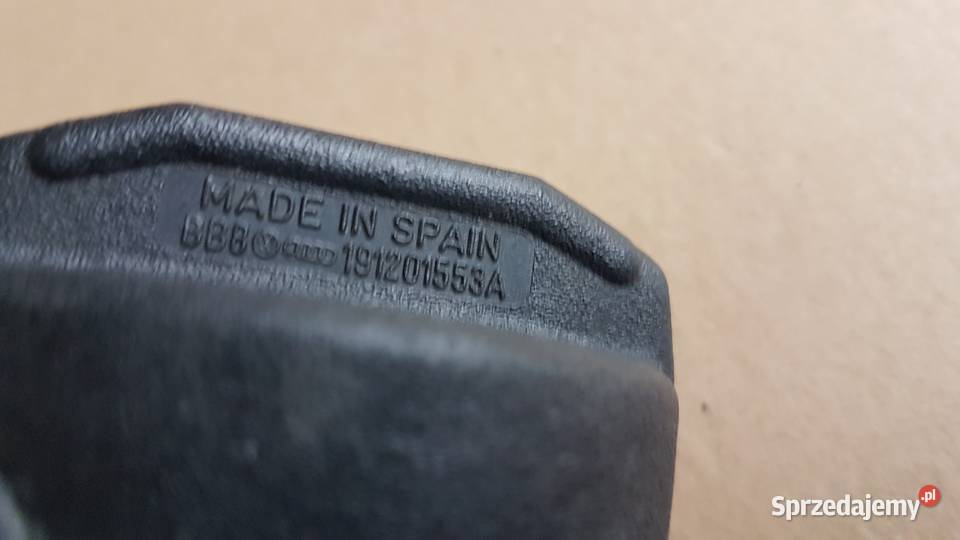 MADE IN SPAIN
BBB 191201553A
Sprzedajemy.pl